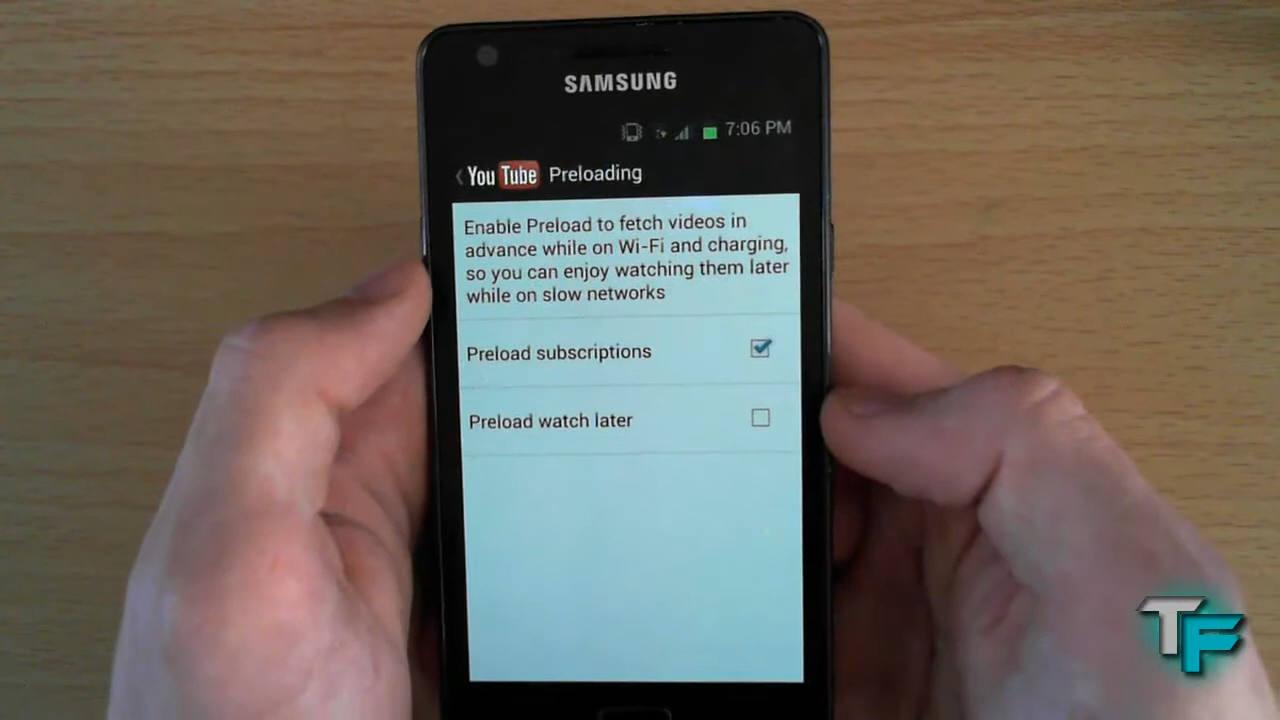 SAMSUNG
7:06 PM
YouTube Preloading
Enable Preload to fetch videos in
advance while on Wi-Fi and charging,
so you can enjoy watching them later
while on slow networks
Preload subscriptions
Preload watch later
TF